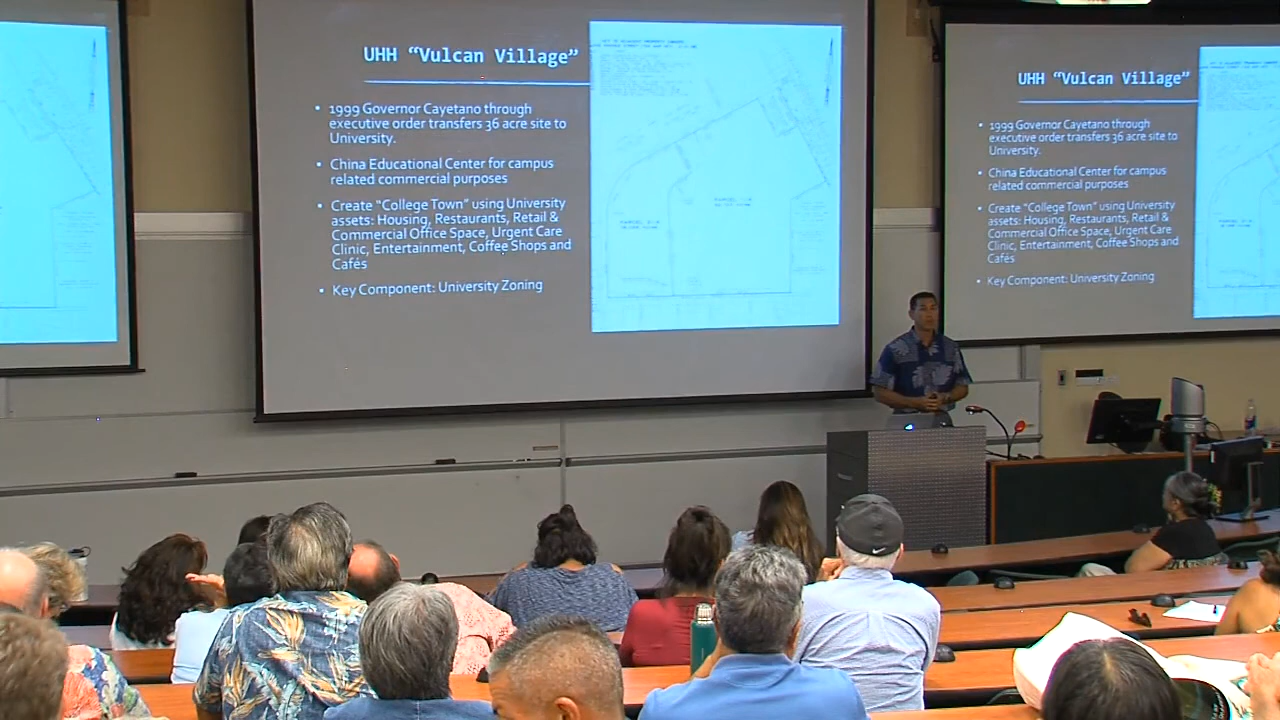 UHH “Vulcan Village”
• 1999 Governor Cayetano through
executive order transfers 36 acre site to
University.
• China Educational Center for campus
related commercial purposes
• Create “College Town” using University
assets: Housing, Restaurants, Retail &
Commercial Office Space, Urgent Care
Clinic, Entertainment, Coffee Shops and
Cafés
• Key Component: University Zoning
UHH “Vulcan Village”
• 1999 Governor Cayetano through
executive order transfers 36 acre site to
University.
• China Educational Center for campus
related commercial purposes
• Create “College Town” using University
assets: Housing, Restaurants, Retail &
Commercial Office Space, Urgent Care
Clinic, Entertainment, Coffee Shops and
Cafés
• Key Component: University Zoning